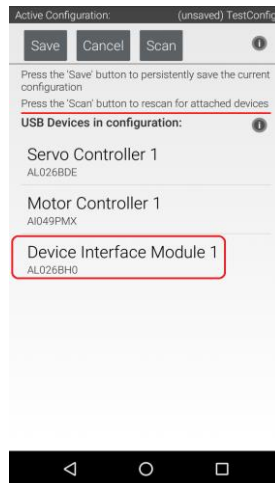 Active Configuration: (unsaved) TestConfig
Save Cancel Scan
Press the 'Save' button to persistently save the current
configuration
Press the 'Scan' button to rescan for attached devices
USB Devices in configuration:
Servo Controller 1
AL026BDE
Motor Controller 1
AI049PMX
Device Interface Module 1
AL026BH0